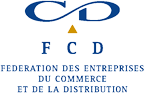 FCD
FEDERATION DES ENTREPRISES
DU COMMERCE
ET DE LA DISTRIBUTION